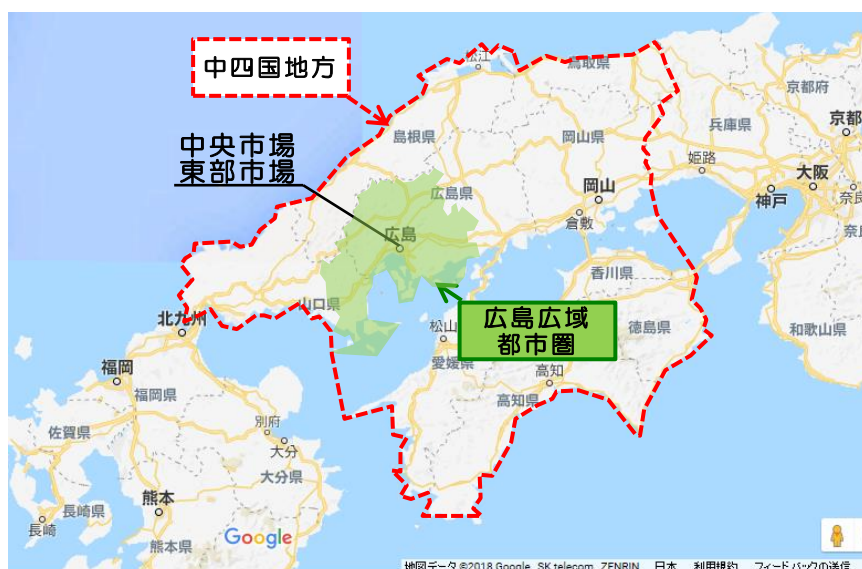 中四国地方
松江
鳥取県
京都府
島根県
岡山県
兵庫県
京都
中央市場
東部市場
広島県
姫路
岡山
大阪
神戸
奈良
倉敷
広島
香川県
山口県
広島広域
都市圏
北九州
松山
徳島県
和歌山県
愛媛県
高知
福岡
福岡県
高知県
別府
佐賀県
大分
大分県
熊本
長崎県
長崎
熊本県
Google
地図データ ©2018 Google, SK telecom, ZENRIN 日本 利用規約 フィードバックの送信